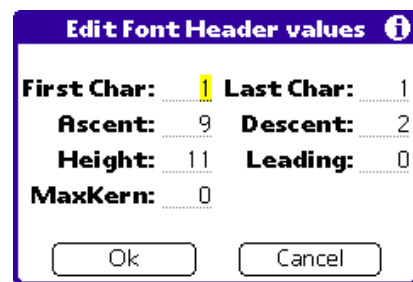 Edit Font Header values i
First Char: 1 Last Char: 1
Ascent: 9 Descent: 2
Height: 11 Leading: 0
MaxKern: 0
Ok Cancel